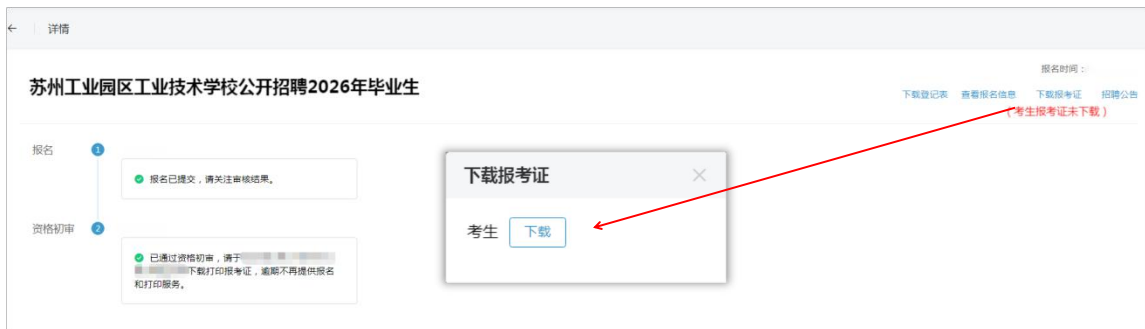 ← 详情
苏州工业园区工业技术学校公开招聘2026年毕业生
报名时间：
下载登记表 查看报名信息 下载报考证 招聘公告
（考生报考证未下载）
报名 1
报名已提交，请关注审核结果。
资格初审 2
已通过资格初审，请于
下载打印报考证，逾期不再提供报名
和打印服务。
下载报考证 ×
考生 下载